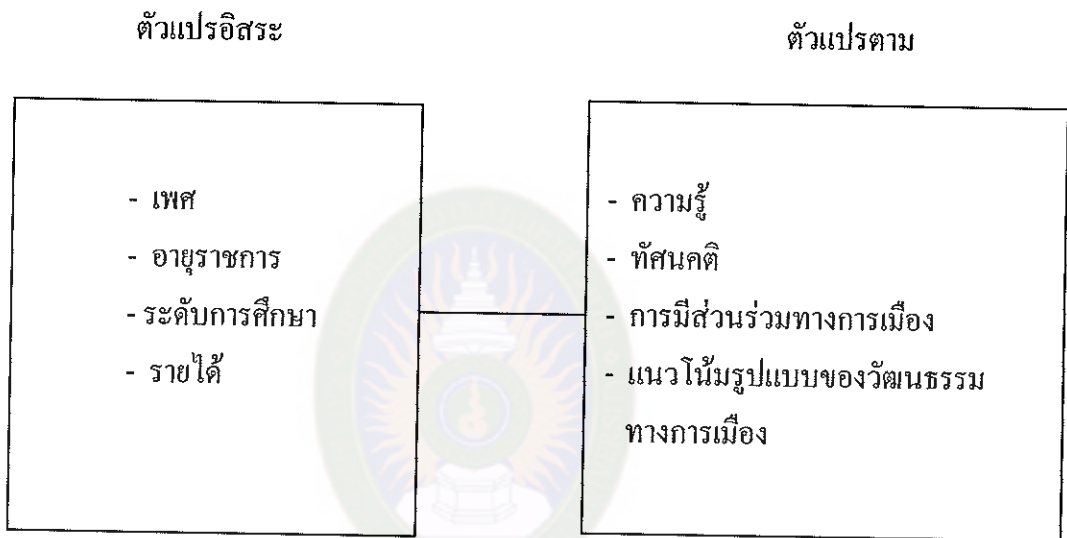 ตัวแปรอิสระ
ตัวแปรตาม
- เพศ
- อายุราชการ
- ระดับการศึกษา
- รายได้
- ความรู้
- ทัศนคติ
- การมีส่วนร่วมทางการเมือง
- แนวโน้มรูปแบบของวัฒนธรรม
ทางการเมือง